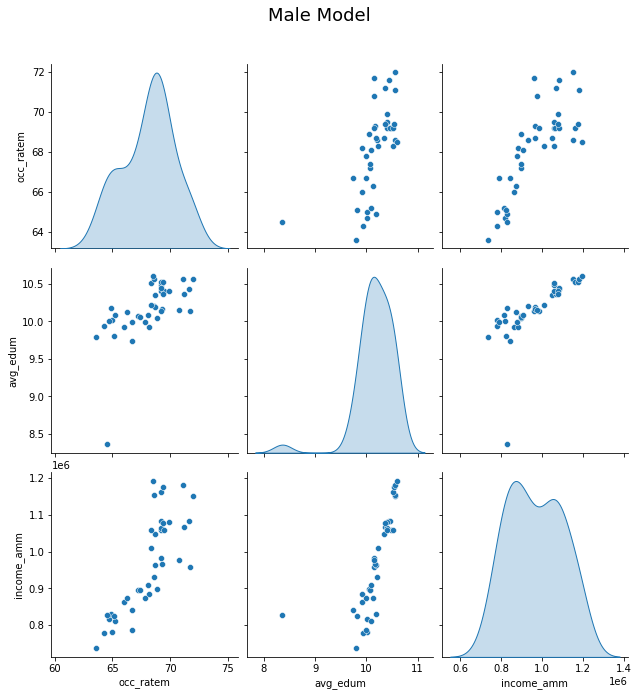 Male Model
72
70
68
66
64
occ_ratem
10.5
10.0
9.5
9.0
8.5
avg_edum
1e6
1.2
1.1
1.0
0.9
0.8
income_amm
60 65 70 75 8 9 10 11 0.6 0.8 1.0 1.2 1.4
1e6
occ_ratem avg_edum income_amm